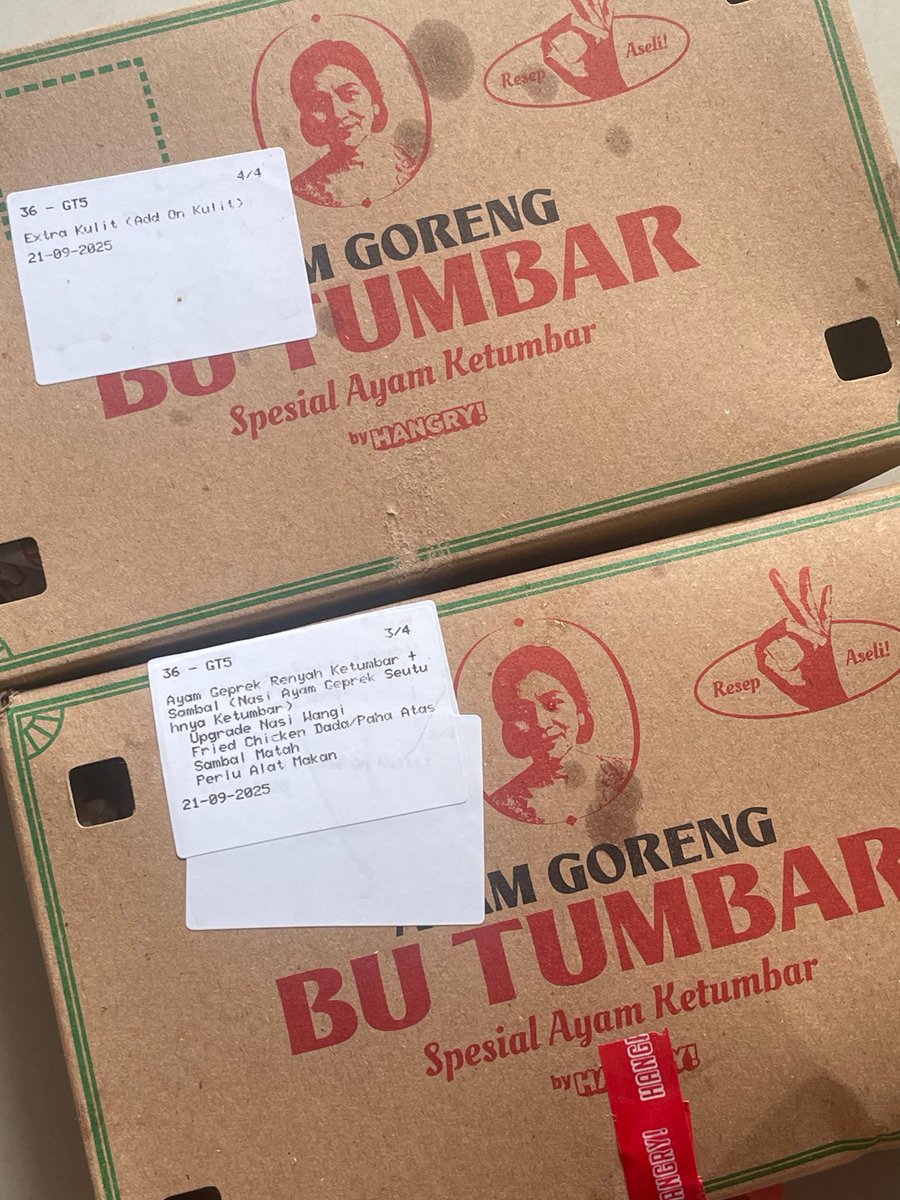 Resep Aseli!
4/4
36 - GT5
Extra Kulit (Add On Kulit)
21-09-2025
M GORENG
BU TUMBAR
Spesial Ayam Ketumbar
by HANGRY!
3/4
36 - GT5
Ayam Geprek Renyah Ketumbar +
Sambal (Nasi Ayam Geprek Seutu
hnya Ketumbar)
Upgrade Nasi Wangi
Fried Chicken Dada/Paha Atas
Sambal Matah
Perlu Alat Makan
21-09-2025
Resep Aseli!
AM GORENG
BU TUMBAR
Spesial Ayam Ketumbar
by HANGRY!
HANGRY!
HANGRY!